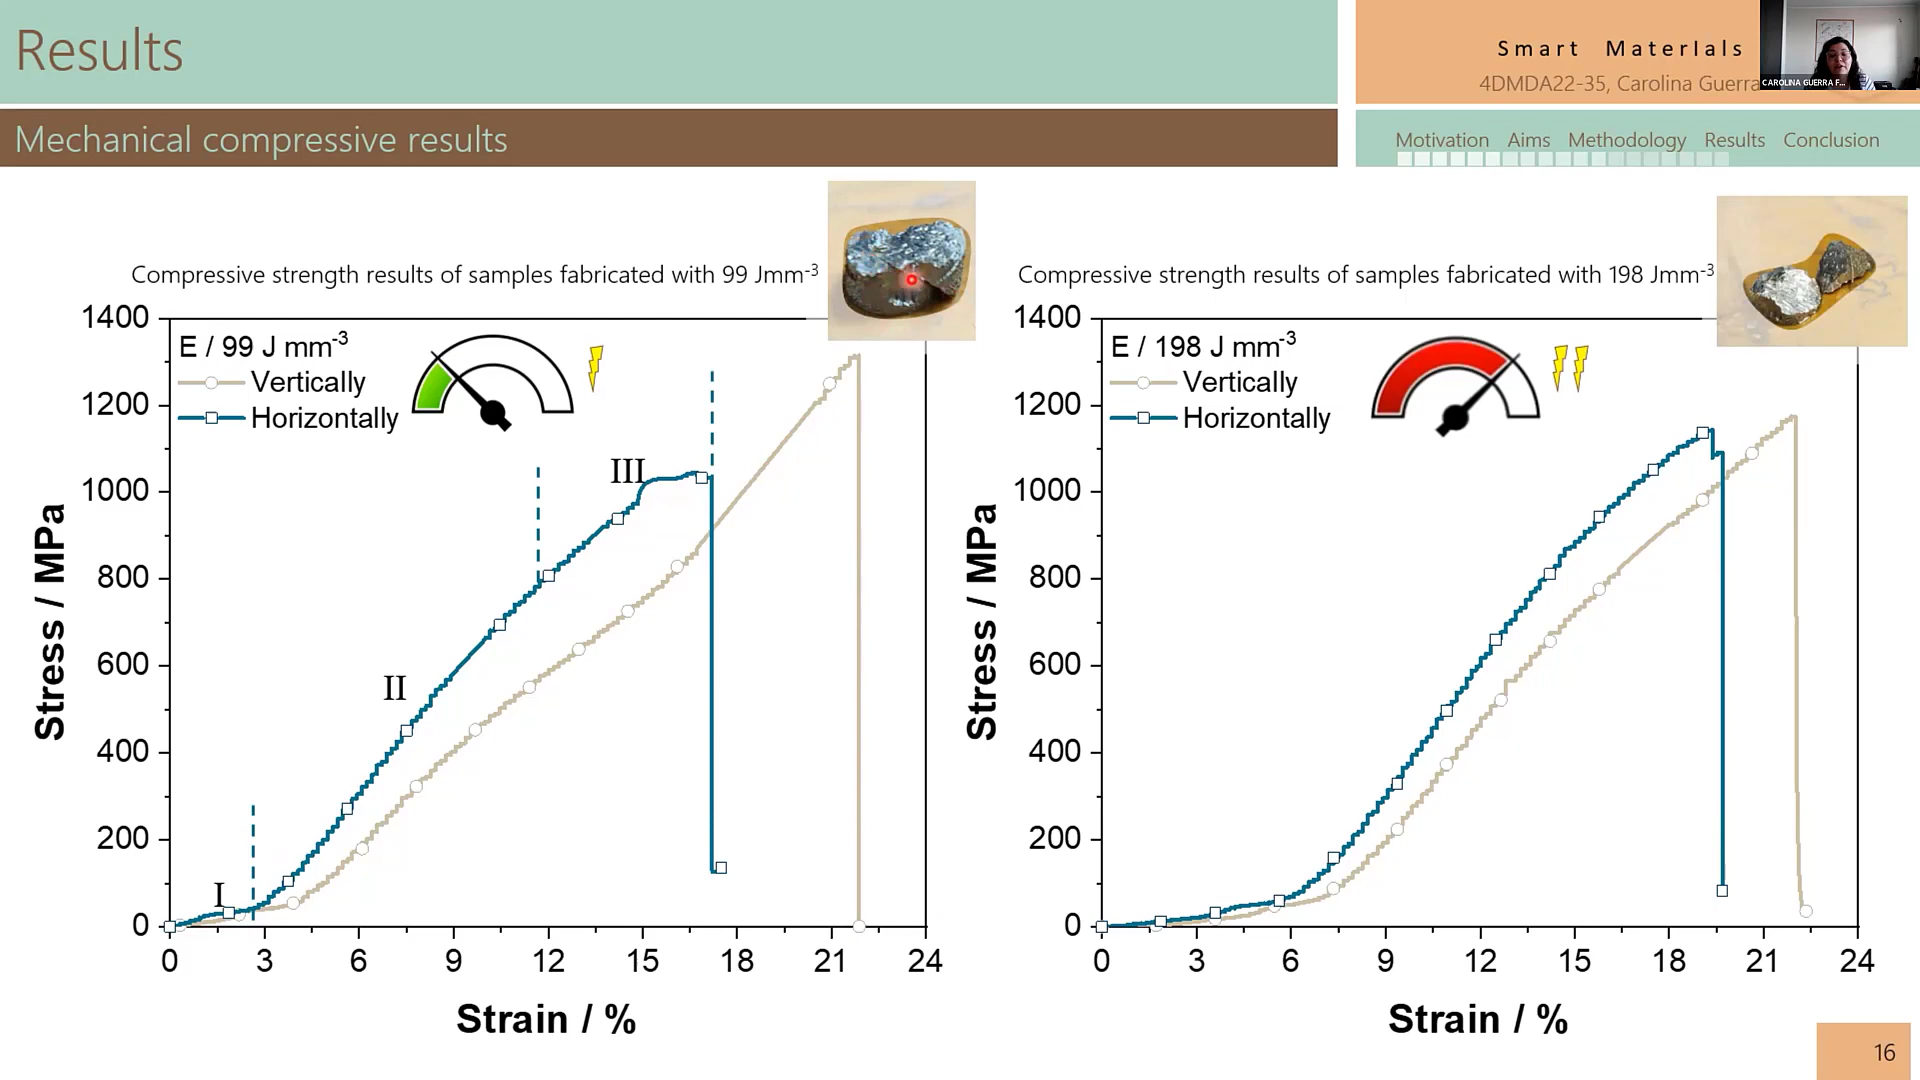 Results
Smart MaterIals
4DMDA22-35, Carolina Guerra
CAROLINA GUERRA F...
Mechanical compressive results
Motivation Aims Methodology Results Conclusion
Compressive strength results of samples fabricated with 99 Jmm⁻³
E / 99 J mm⁻³
Vertically
Horizontally
I
II
III
1400
1200
1000
800
600
400
200
0
0 3 6 9 12 15 18 21 24
Stress / MPa
Strain / %
Compressive strength results of samples fabricated with 198 Jmm⁻³
E / 198 J mm⁻³
Vertically
Horizontally
1400
1200
1000
800
600
400
200
0
0 3 6 9 12 15 18 21 24
Stress / MPa
Strain / %
16